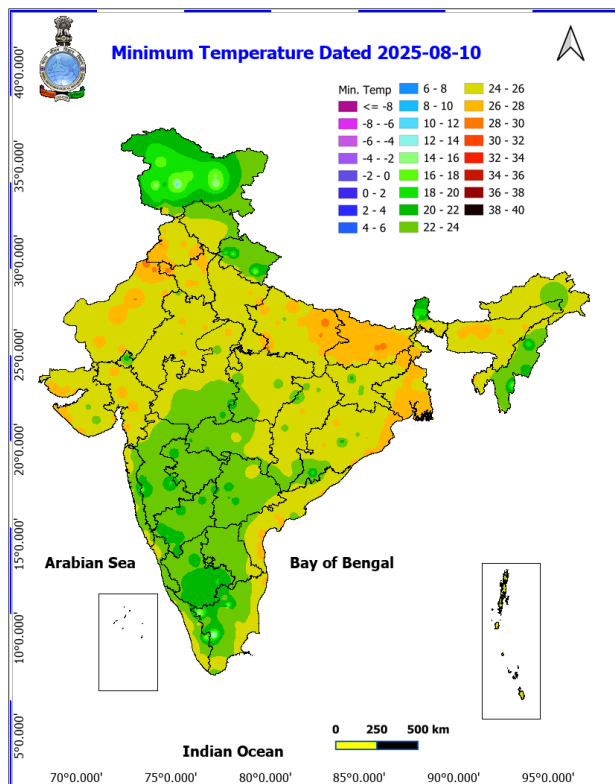 Minimum Temperature Dated 2025-08-10
Min. Temp
<= -8
-8 - -6
-6 - -4
-4 - -2
-2 - 0
0 - 2
2 - 4
4 - 6
6 - 8
8 - 10
10 - 12
12 - 14
14 - 16
16 - 18
18 - 20
20 - 22
22 - 24
24 - 26
26 - 28
28 - 30
30 - 32
32 - 34
34 - 36
36 - 38
38 - 40
40°0.000'
35°0.000'
30°0.000'
25°0.000'
20°0.000'
15°0.000'
10°0.000'
5°0.000'
Arabian Sea
Bay of Bengal
0 250 500 km
Indian Ocean
70°0.000' 75°0.000' 80°0.000' 85°0.000' 90°0.000' 95°0.000'